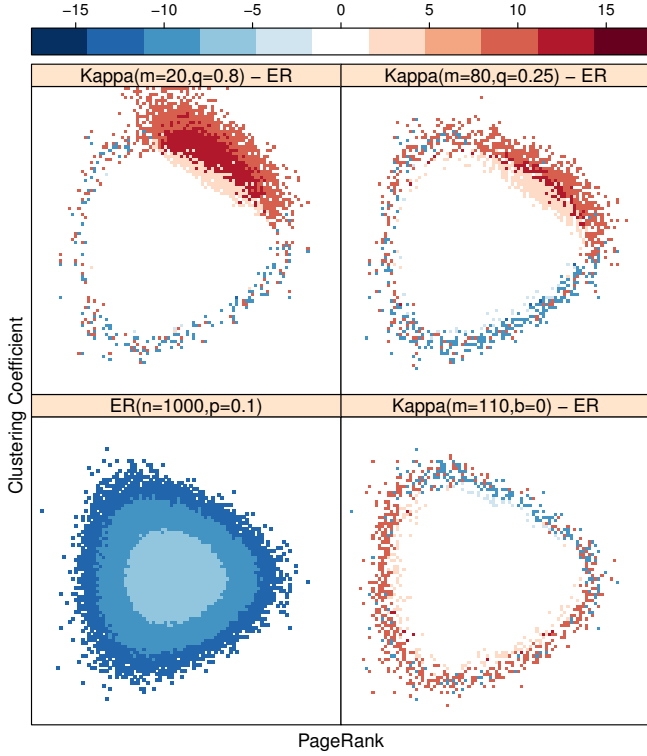 −15 −10 −5 0 5 10 15
Kappa(m=20,q=0.8) − ER
Kappa(m=80,q=0.25) − ER
ER(n=1000,p=0.1)
Kappa(m=110,b=0) − ER
Clustering Coefficient
PageRank